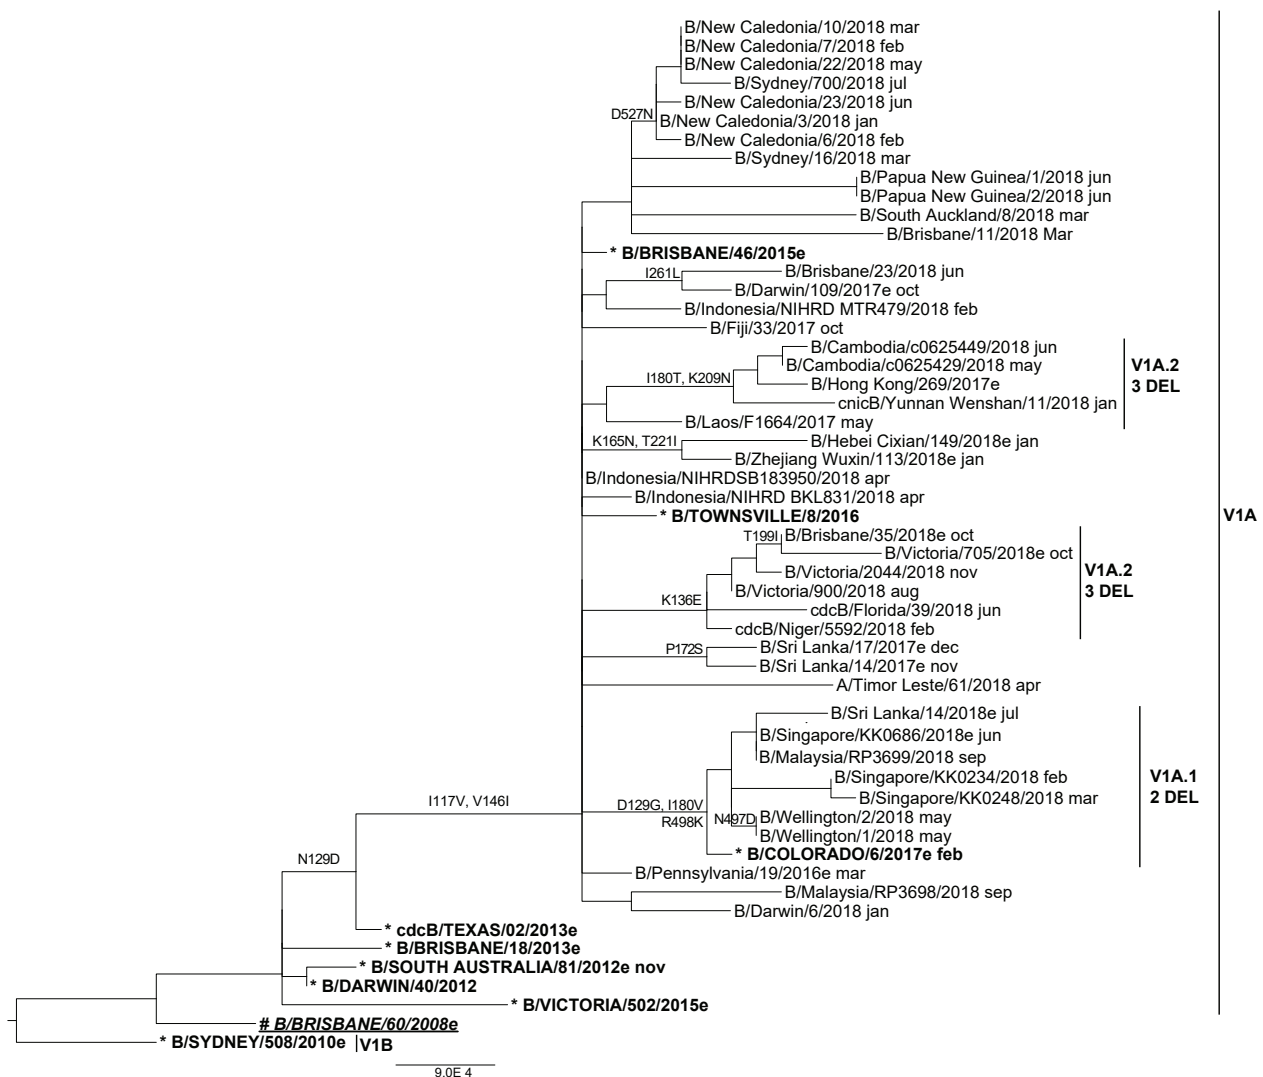 B/New Caledonia/10/2018 mar
B/New Caledonia/7/2018 feb
B/New Caledonia/22/2018 may
B/Sydney/700/2018 jul
B/New Caledonia/23/2018 jun
D527N
B/New Caledonia/3/2018 jan
B/New Caledonia/6/2018 feb
B/Sydney/16/2018 mar
B/Papua New Guinea/1/2018 jun
B/Papua New Guinea/2/2018 jun
B/South Auckland/8/2018 mar
B/Brisbane/11/2018 Mar
* B/BRISBANE/46/2015e
I261L
B/Brisbane/23/2018 jun
B/Darwin/109/2017e oct
B/Indonesia/NIHRD MTR479/2018 feb
B/Fiji/33/2017 oct
B/Cambodia/c0625449/2018 jun
B/Cambodia/c0625429/2018 may
V1A.2
3 DEL
I180T, K209N
B/Hong Kong/269/2017e
cnicB/Yunnan Wenshan/11/2018 jan
B/Laos/F1664/2017 may
K165N, T221I
B/Hebei Cixian/149/2018e jan
B/Zhejiang Wuxin/113/2018e jan
B/Indonesia/NIHRDSB183950/2018 apr
B/Indonesia/NIHRD BKL831/2018 apr
* B/TOWNSVILLE/8/2016
V1A
T199I
B/Brisbane/35/2018e oct
B/Victoria/705/2018e oct
B/Victoria/2044/2018 nov
V1A.2
3 DEL
B/Victoria/900/2018 aug
K136E
cdcB/Florida/39/2018 jun
cdcB/Niger/5592/2018 feb
P172S
B/Sri Lanka/17/2017e dec
B/Sri Lanka/14/2017e nov
A/Timor Leste/61/2018 apr
B/Sri Lanka/14/2018e jul
B/Singapore/KK0686/2018e jun
B/Malaysia/RP3699/2018 sep
B/Singapore/KK0234/2018 feb
V1A.1
2 DEL
B/Singapore/KK0248/2018 mar
I117V, V146I
D129G, I180V
R498K
N497D
B/Wellington/2/2018 may
B/Wellington/1/2018 may
* B/COLORADO/6/2017e feb
N129D
B/Pennsylvania/19/2016e mar
B/Malaysia/RP3698/2018 sep
B/Darwin/6/2018 jan
* cdcB/TEXAS/02/2013e
* B/BRISBANE/18/2013e
* B/SOUTH AUSTRALIA/81/2012e nov
* B/DARWIN/40/2012
* B/VICTORIA/502/2015e
# B/BRISBANE/60/2008e
* B/SYDNEY/508/2010e
V1B
9.0E 4